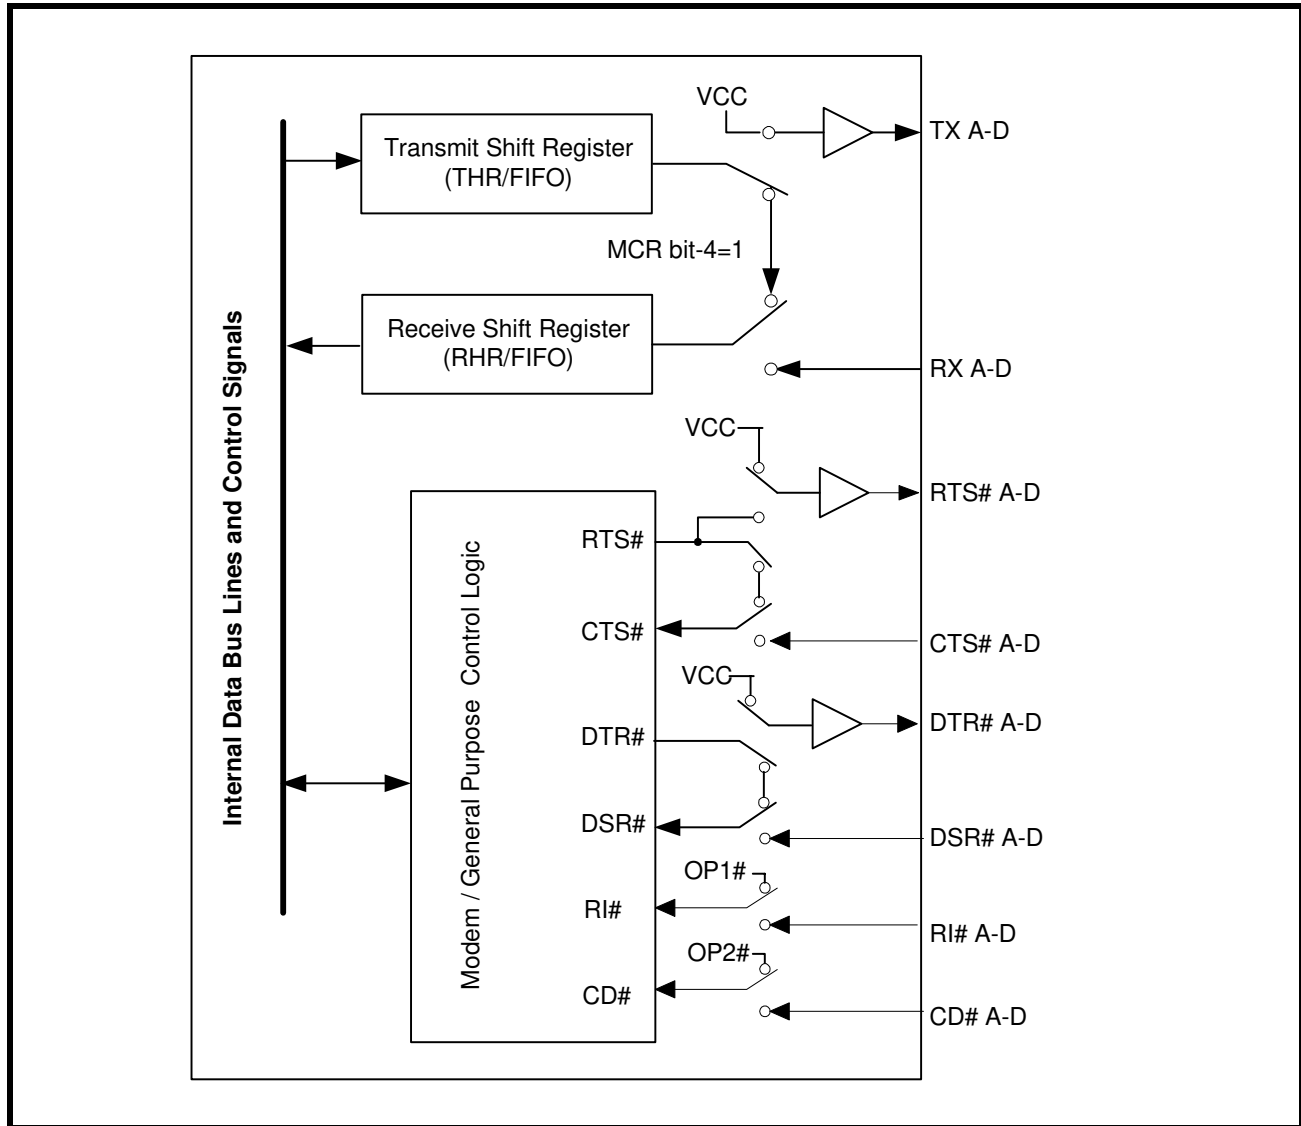 VCC
TX A-D
Transmit Shift Register
(THR/FIFO)
MCR bit-4=1
Receive Shift Register
(RHR/FIFO)
RX A-D
Internal Data Bus Lines and Control Signals
VCC
RTS# A-D
Modem / General Purpose Control Logic
RTS#
CTS#
CTS# A-D
VCC
DTR# A-D
DTR#
DSR#
DSR# A-D
OP1#
RI#
RI# A-D
OP2#
CD#
CD# A-D